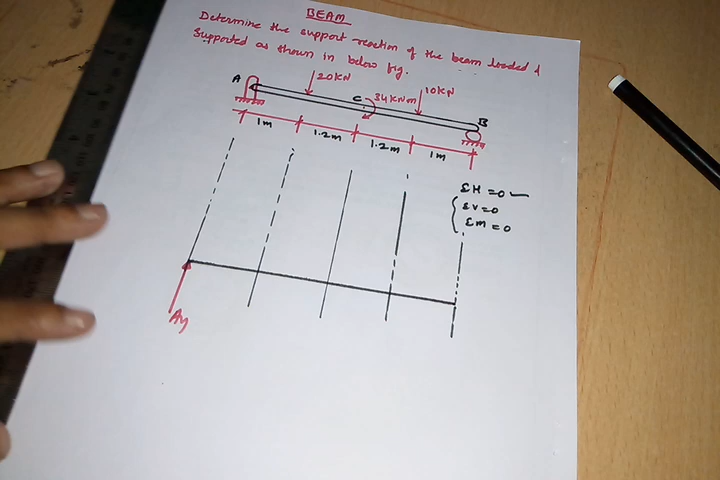 BEAM
Determine the support reaction of the beam loaded &
supported as shown in below fig.
20KN
10KN
A
C
34KNm
B
1m
1.2m
1.2m
1m
ΣH =0
ΣV=0
ΣM =0
Ay